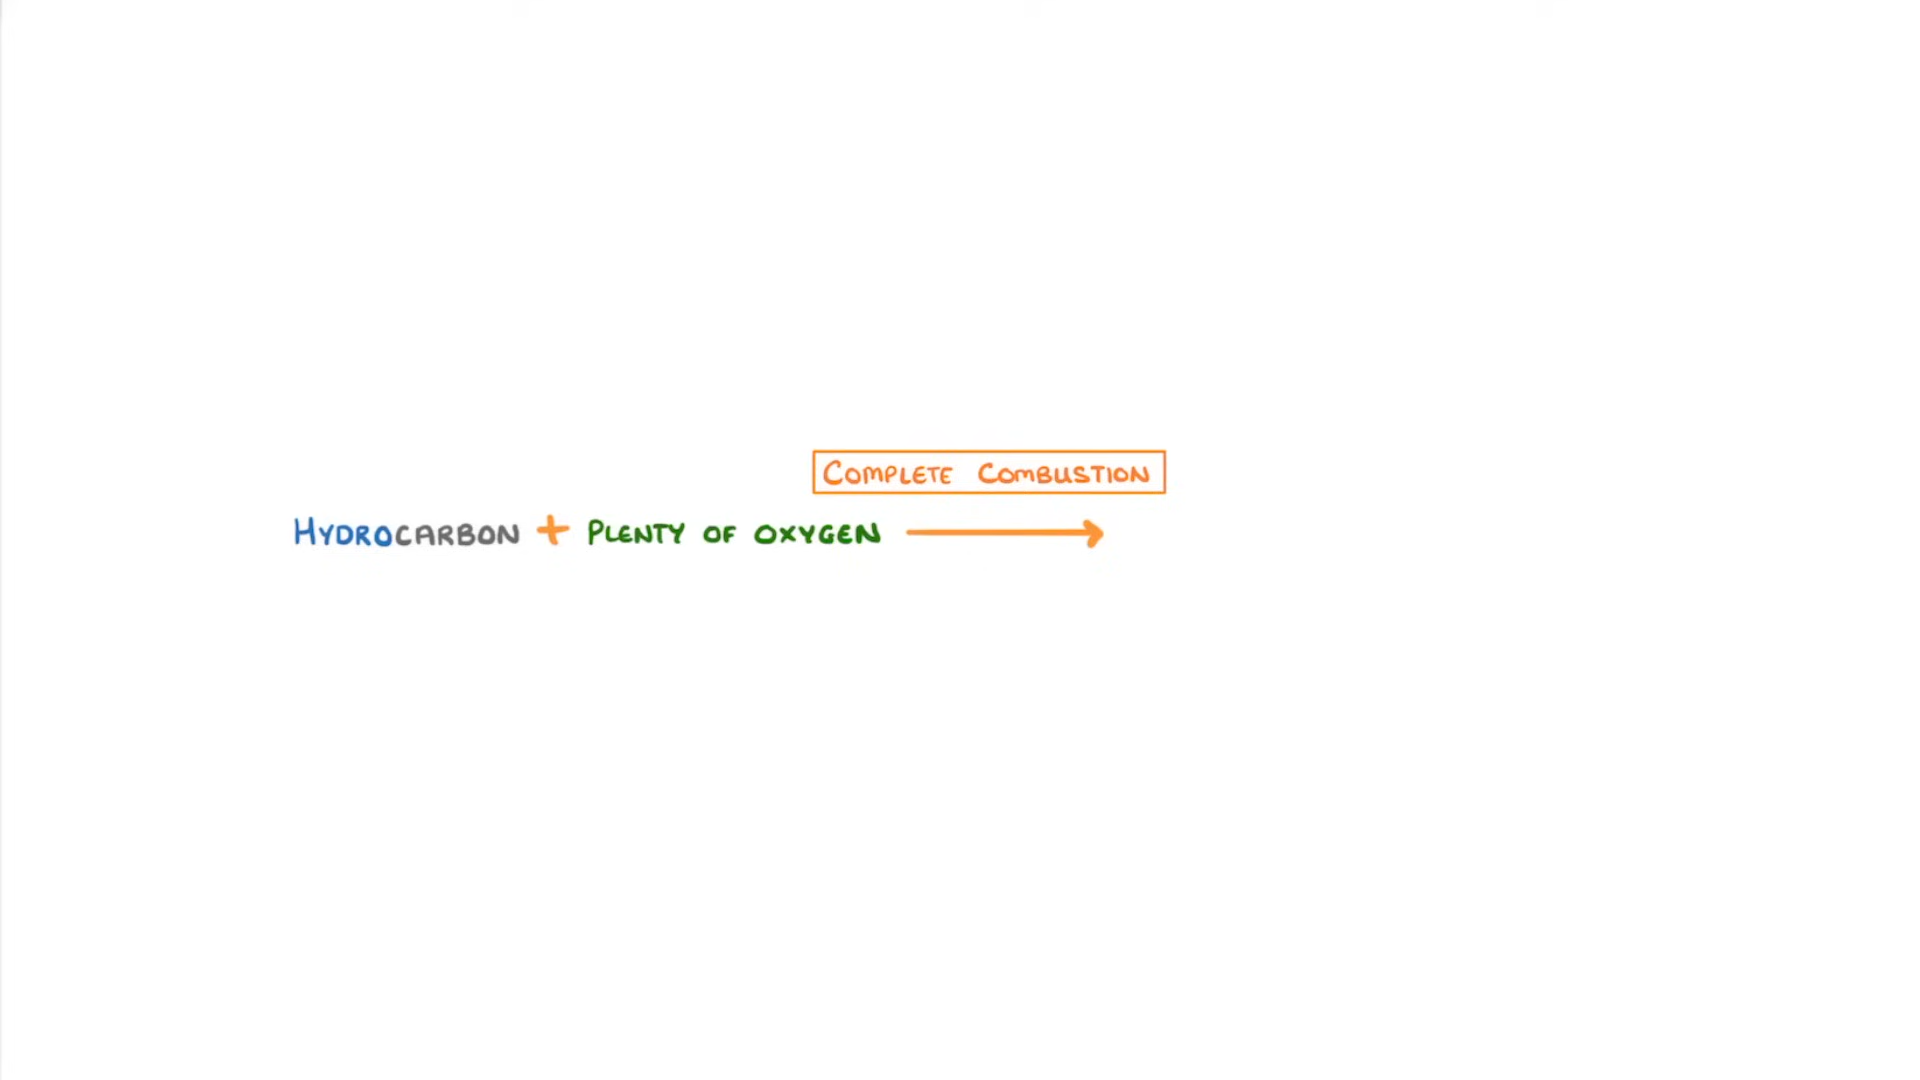 COMPLETE COMBUSTION
HYDROCARBON + PLENTY OF OXYGEN →